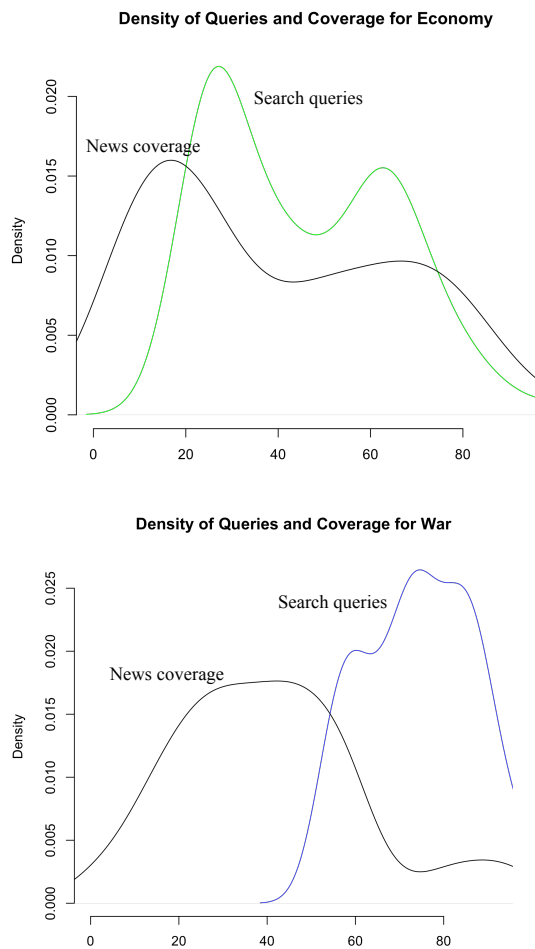 Density of Queries and Coverage for Economy
Search queries
News coverage
Density
0.000
0.005
0.010
0.015
0.020
0
20
40
60
80
Density of Queries and Coverage for War
Search queries
News coverage
Density
0.000
0.005
0.010
0.015
0.020
0.025
0
20
40
60
80